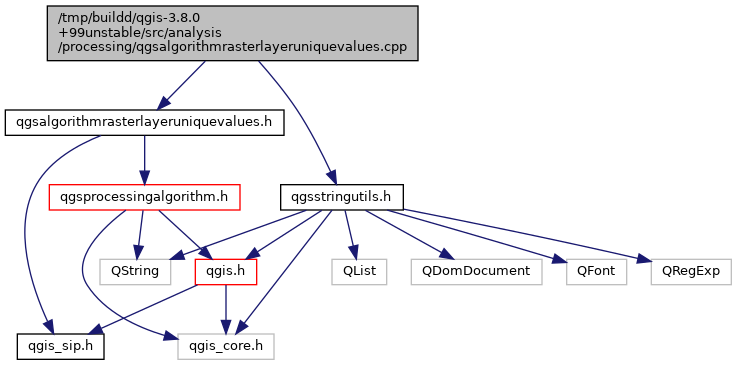 /tmp/buildd/qgis-3.8.0
+99unstable/src/analysis
/processing/qgsalgorithmrasterlayeruniquevalues.cpp
qgsalgorithmrasterlayeruniquevalues.h
qgsprocessingalgorithm.h
qgsstringutils.h
QString
qgis.h
QList
QDomDocument
QFont
QRegExp
qgis_sip.h
qgis_core.h